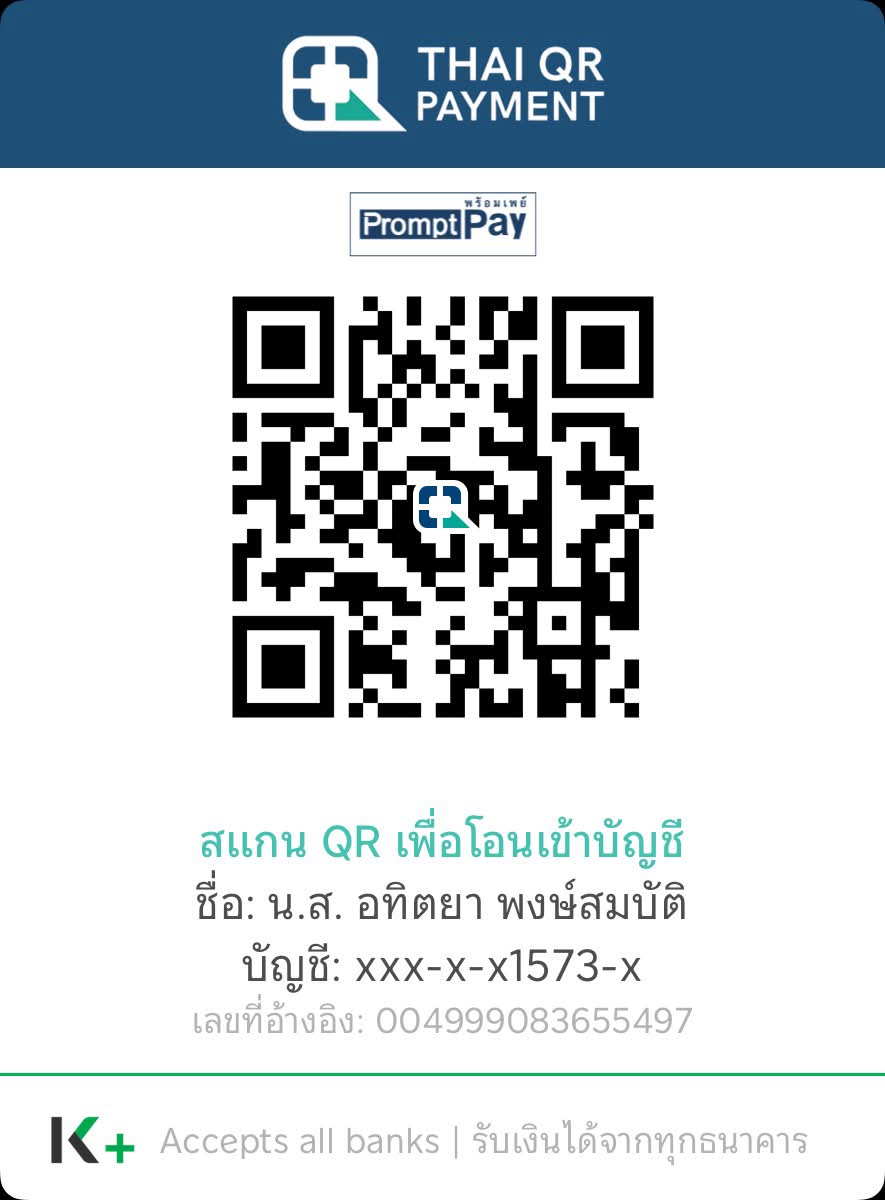 THAI QR
PAYMENT
พร้อมเพย์
PromptPay
สแกน QR เพื่อโอนเข้าบัญชี
ชื่อ: น.ส. อทิตยา พงษ์สมบัติ
บัญชี: xxx-x-x1573-x
เลขที่อ้างอิง: 004999083655497
K+ Accepts all banks | รับเงินได้จากทุกธนาคาร